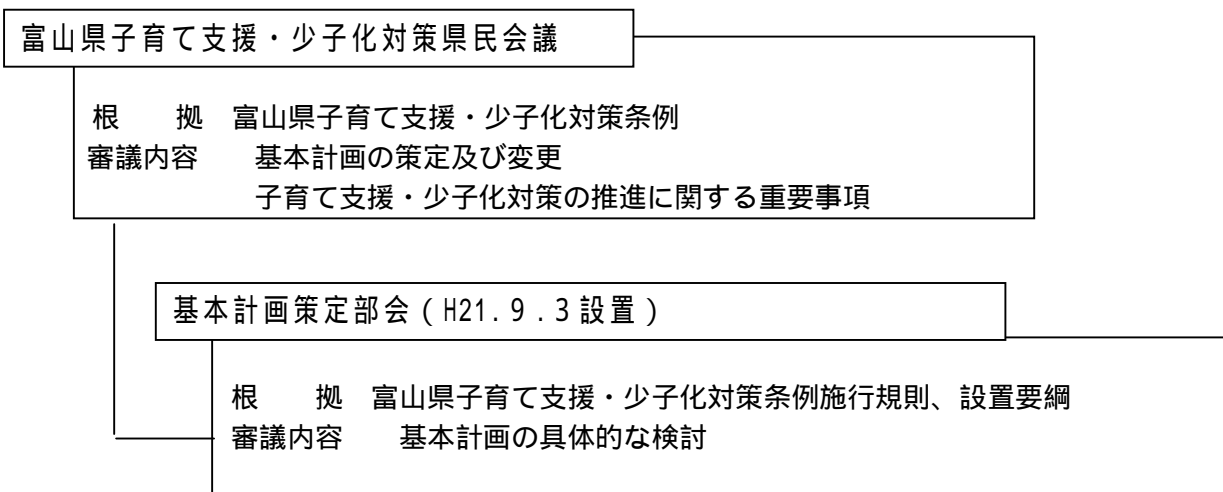 富山県子育て支援・少子化対策県民会議
根　　拠　富山県子育て支援・少子化対策条例
審議内容　　基本計画の策定及び変更
子育て支援・少子化対策の推進に関する重要事項
基本計画策定部会（H21．9．3設置）
根　　拠　富山県子育て支援・少子化対策条例施行規則、設置要綱
審議内容　　基本計画の具体的な検討